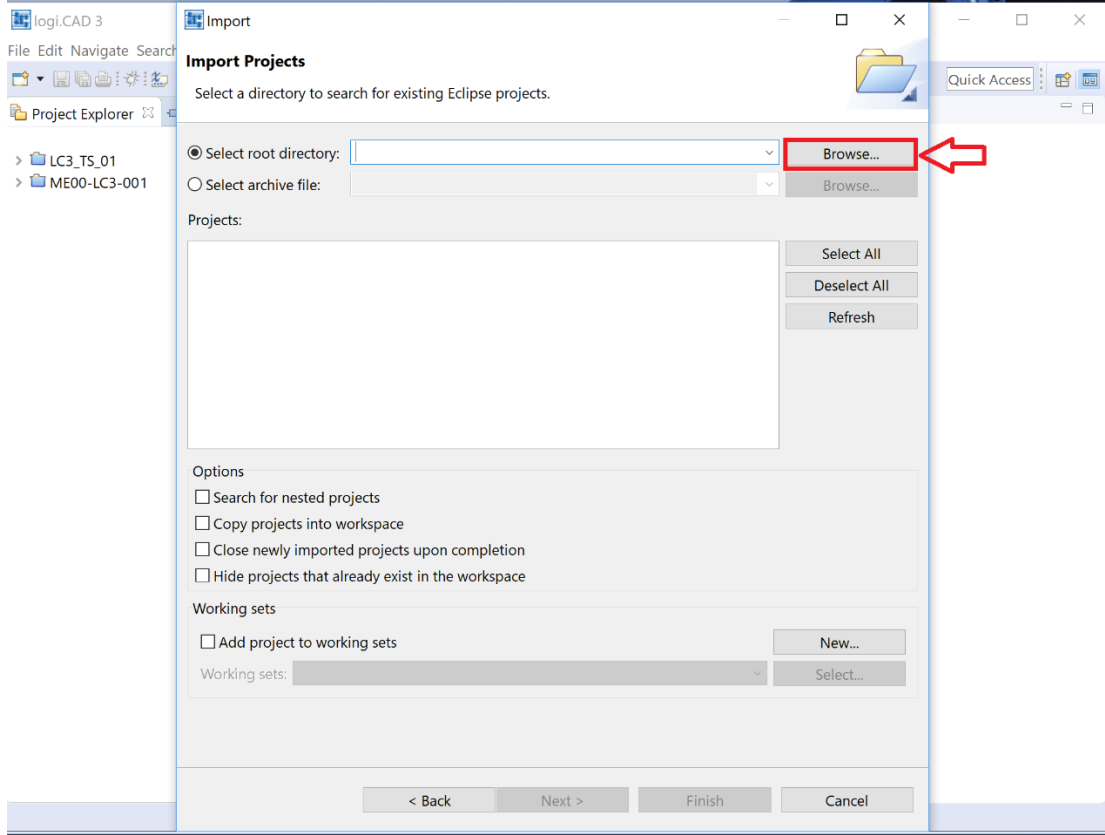 logi.CAD 3
File Edit Navigate Search
Project Explorer
LC3_TS_01
ME00-LC3-001
Quick Access
Import
Import Projects
Select a directory to search for existing Eclipse projects.
Select root directory:
Browse...
Select archive file:
Browse...
Projects:
Select All
Deselect All
Refresh
Options
Search for nested projects
Copy projects into workspace
Close newly imported projects upon completion
Hide projects that already exist in the workspace
Working sets
Add project to working sets
New...
Working sets:
Select...
< Back
Next >
Finish
Cancel